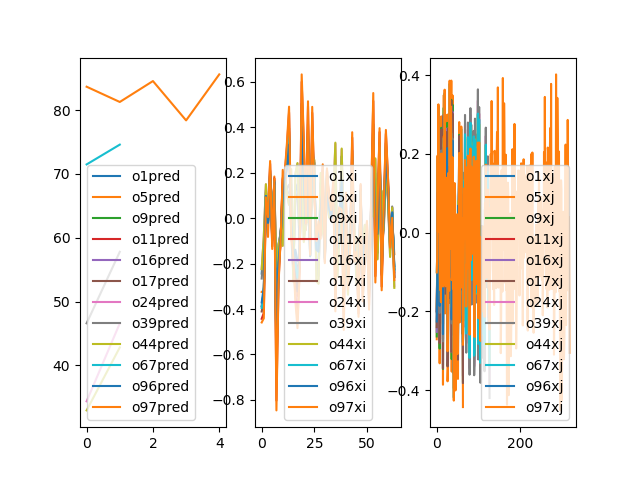 80
70
60
50
40
0
2
4
o1pred
o5pred
o9pred
o11pred
o16pred
o17pred
o24pred
o39pred
o44pred
o67pred
o96pred
o97pred
0.6
0.4
0.2
0.0
−0.2
−0.4
−0.6
−0.8
0
25
50
o1xi
o5xi
o9xi
o11xi
o16xi
o17xi
o24xi
o39xi
o44xi
o67xi
o96xi
o97xi
0.4
0.2
0.0
−0.2
−0.4
0
200
o1xj
o5xj
o9xj
o11xj
o16xj
o17xj
o24xj
o39xj
o44xj
o67xj
o96xj
o97xj